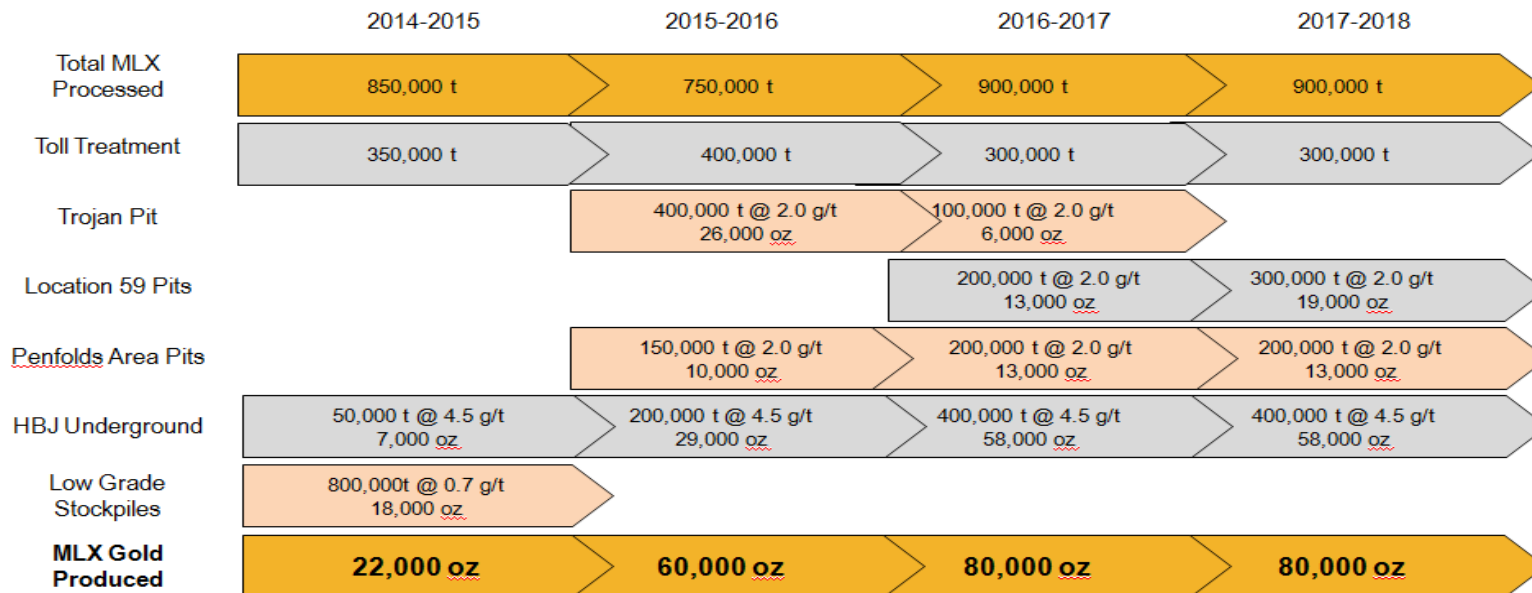 2014-2015 2015-2016 2016-2017 2017-2018
Total MLX
Processed
850,000 t 750,000 t 900,000 t 900,000 t
Toll Treatment
350,000 t 400,000 t 300,000 t 300,000 t
Trojan Pit
400,000 t @ 2.0 g/t 100,000 t @ 2.0 g/t
26,000 oz 6,000 oz
Location 59 Pits
200,000 t @ 2.0 g/t 300,000 t @ 2.0 g/t
13,000 oz 19,000 oz
Penfolds Area Pits
150,000 t @ 2.0 g/t 200,000 t @ 2.0 g/t 200,000 t @ 2.0 g/t
10,000 oz 13,000 oz 13,000 oz
HBJ Underground
50,000 t @ 4.5 g/t 200,000 t @ 4.5 g/t 400,000 t @ 4.5 g/t 400,000 t @ 4.5 g/t
7,000 oz 29,000 oz 58,000 oz 58,000 oz
Low Grade
Stockpiles
800,000t @ 0.7 g/t
18,000 oz
MLX Gold
Produced
22,000 oz 60,000 oz 80,000 oz 80,000 oz